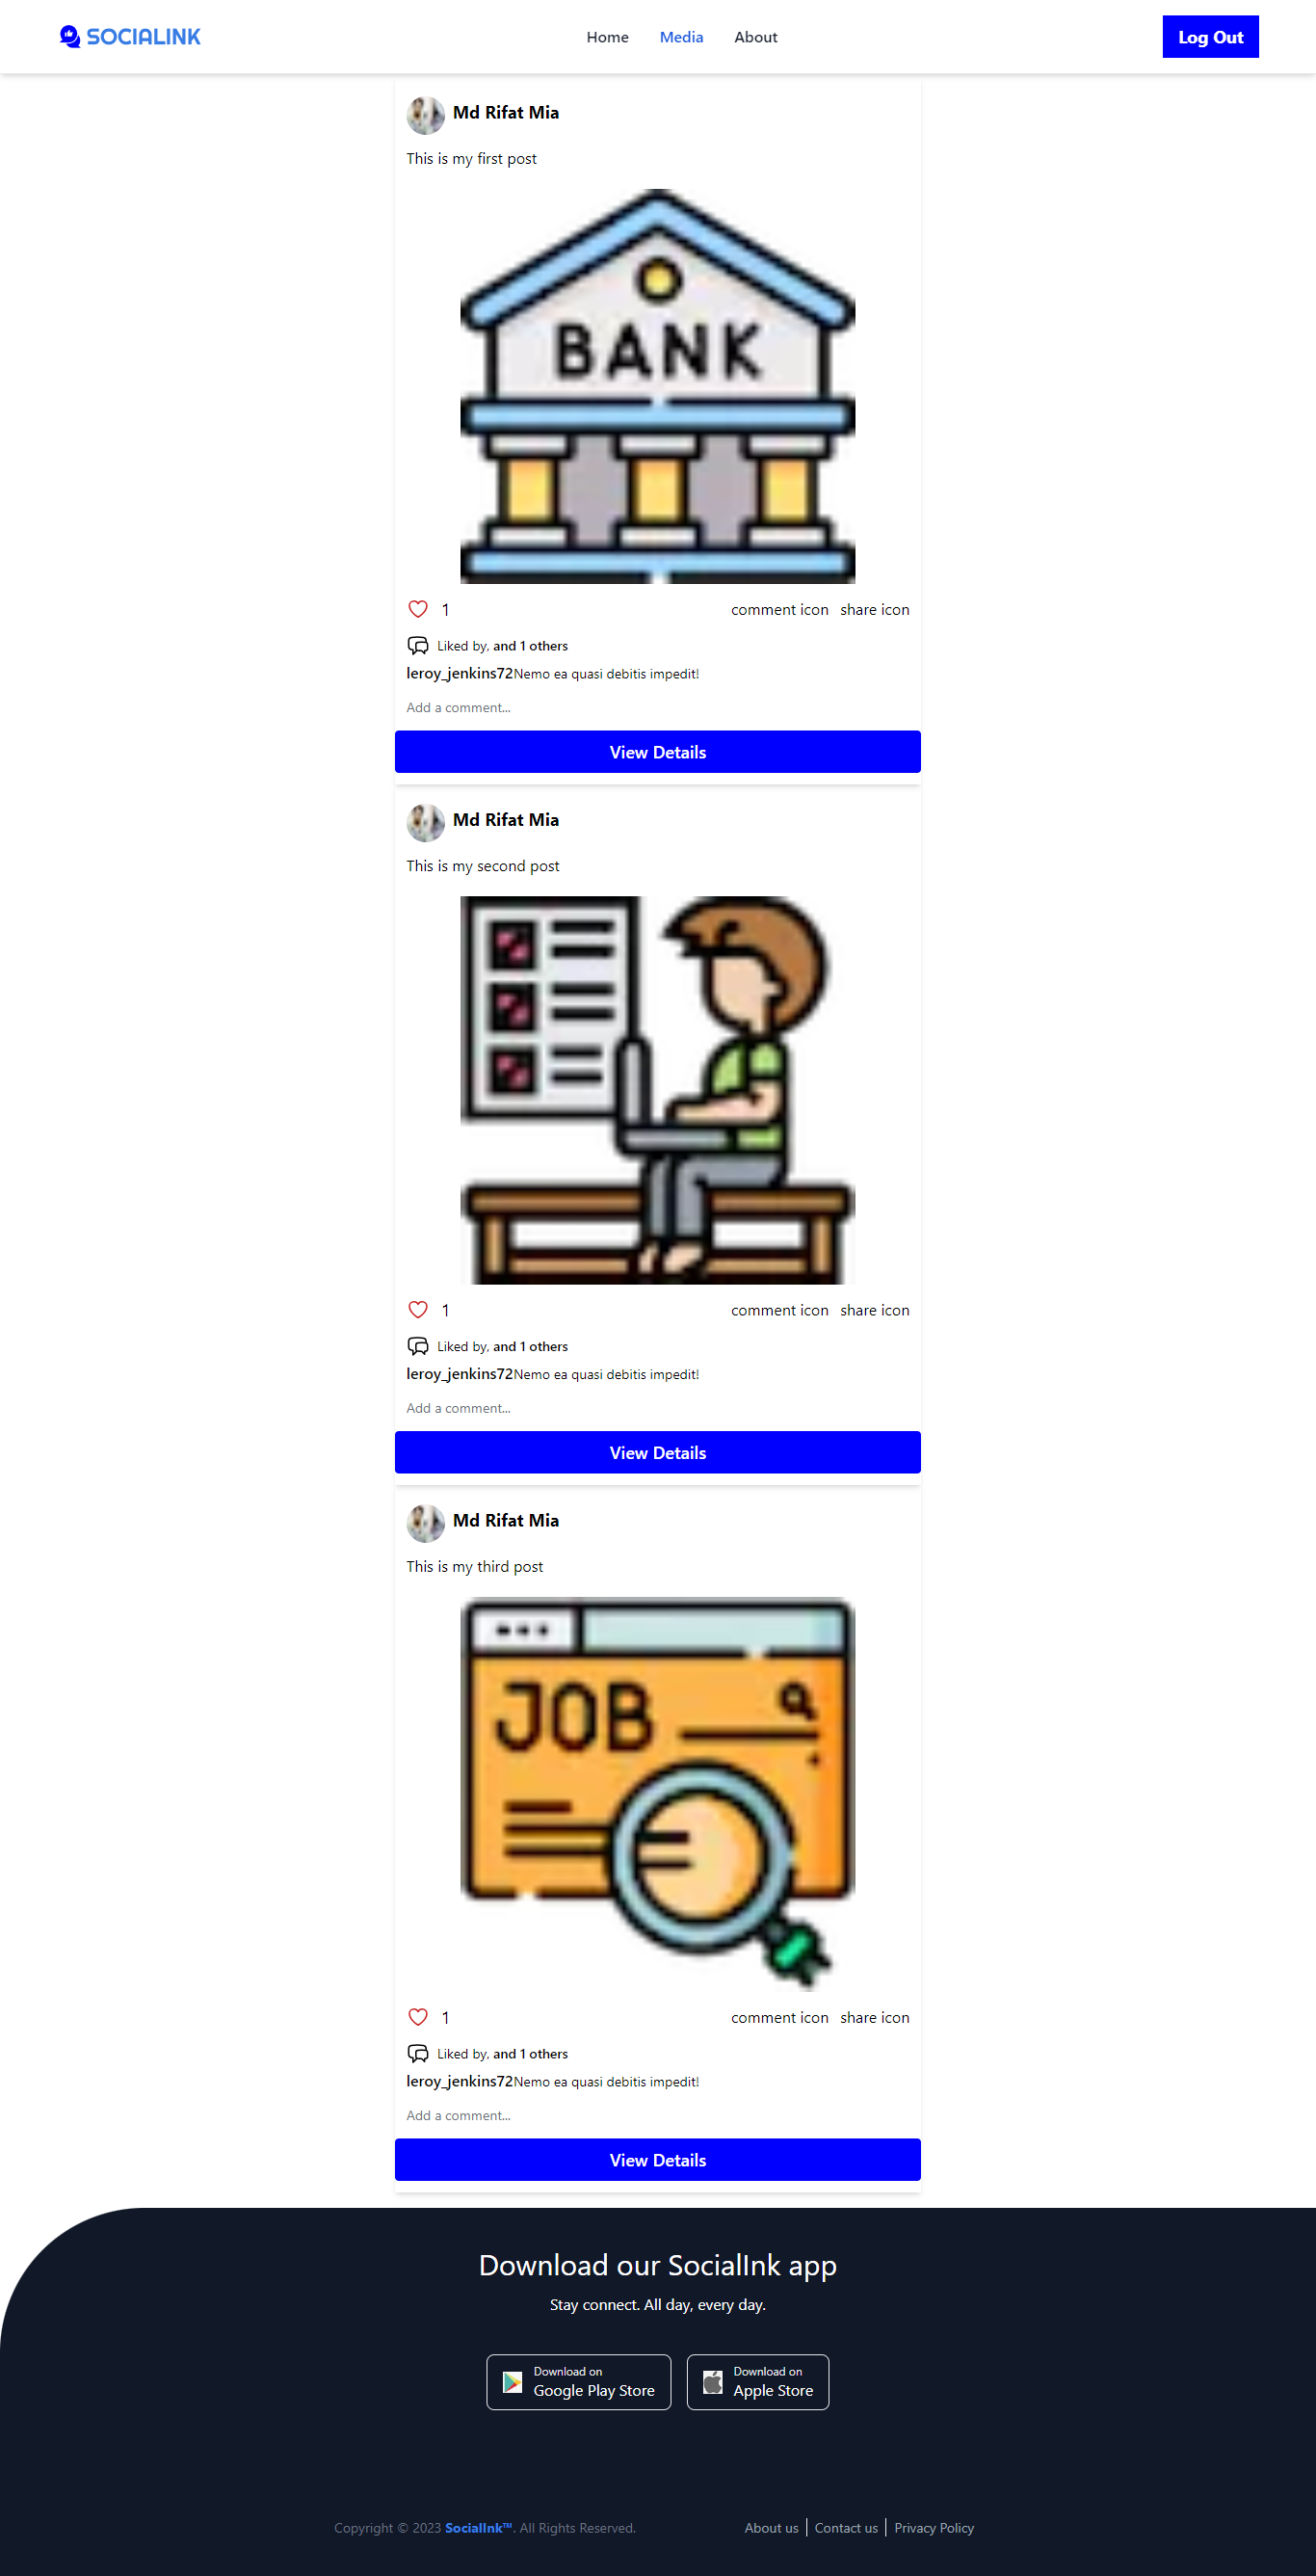 SOCIALINK
Home Media About
Log Out
Md Rifat Mia
This is my first post
BANK
1 comment icon share icon
Liked by, and 1 others
leroy_jenkins72Nemo ea quasi debitis impedit!
Add a comment...
View Details
Md Rifat Mia
This is my second post
1 comment icon share icon
Liked by, and 1 others
leroy_jenkins72Nemo ea quasi debitis impedit!
Add a comment...
View Details
Md Rifat Mia
This is my third post
JOB
1 comment icon share icon
Liked by, and 1 others
leroy_jenkins72Nemo ea quasi debitis impedit!
Add a comment...
View Details
Download our SocialInk app
Stay connect. All day, every day.
Download on
Google Play Store
Download on
Apple Store
Copyright © 2023 SocialInk™. All Rights Reserved.
About us Contact us Privacy Policy